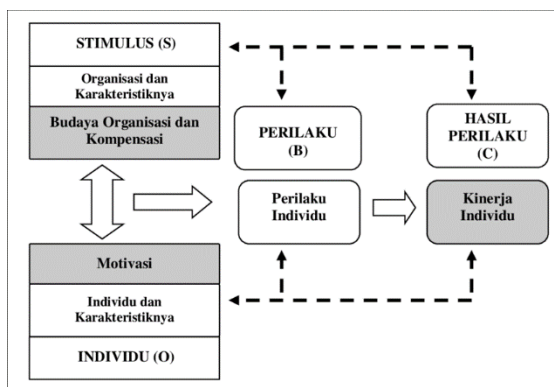 STIMULUS (S)
Organisasi dan
Karakteristiknya
Budaya Organisasi dan
Kompensasi
PERILAKU
(B)
HASIL
PERILAKU
(C)
Perilaku
Individu
Kinerja
Individu
Motivasi
Individu dan
Karakteristiknya
INDIVIDU (O)